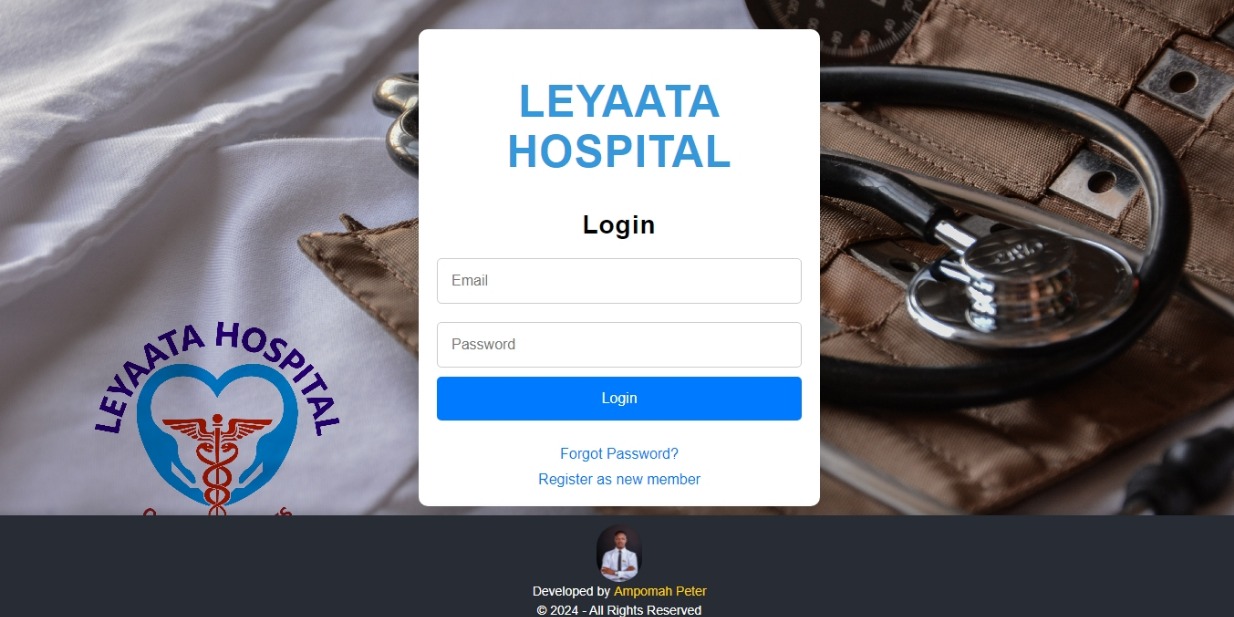 LEYAATA
HOSPITAL
Login
Email
Password
Login
Forgot Password?
Register as new member
LEYAATA HOSPITAL
Developed by Ampomah Peter
© 2024 - All Rights Reserved